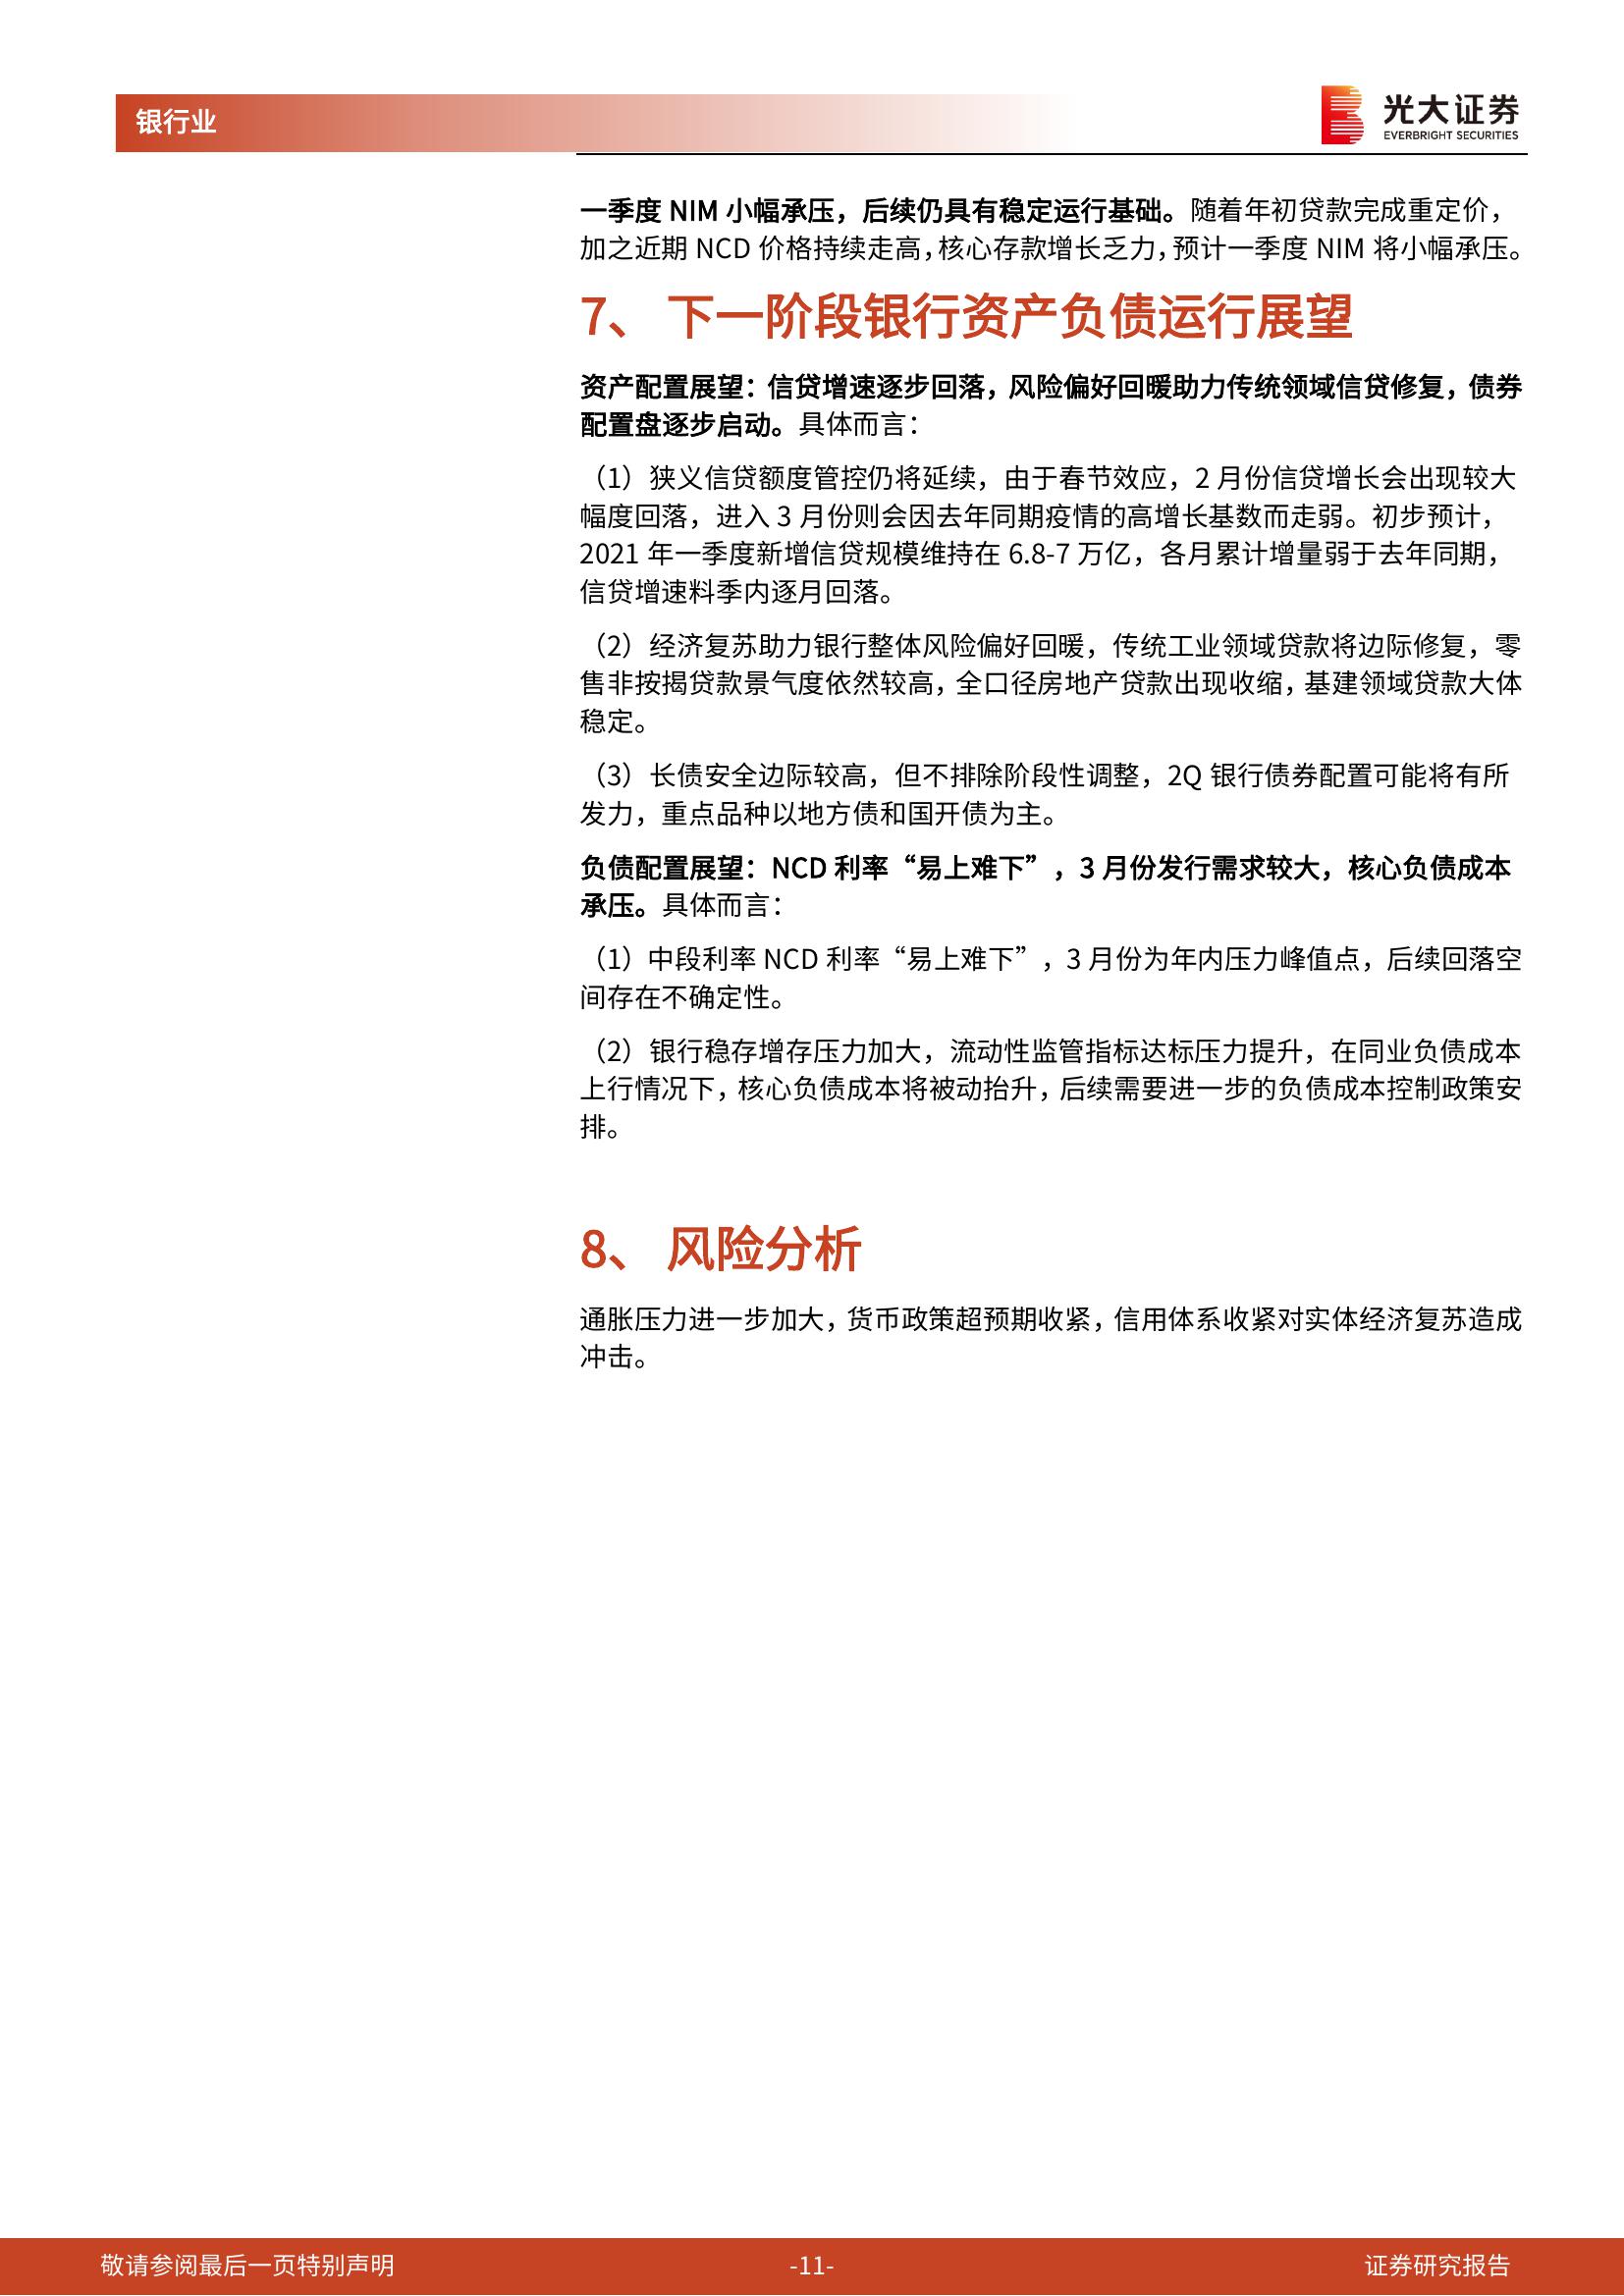 银行业
光大证券
EVERBRIGHT SECURITIES
一季度 NIM 小幅承压，后续仍具有稳定运行基础。随着年初贷款完成重定价，
加之近期 NCD 价格持续走高，核心存款增长乏力，预计一季度 NIM 将小幅承压。
7、 下一阶段银行资产负债运行展望
资产配置展望：信贷增速逐步回落，风险偏好回暖助力传统领域信贷修复，债券
配置盘逐步启动。具体而言：
（1）狭义信贷额度管控仍将延续，由于春节效应，2 月份信贷增长会出现较大
幅度回落，进入 3 月份则会因去年同期疫情的高增长基数而走弱。初步预计，
2021 年一季度新增信贷规模维持在 6.8-7 万亿，各月累计增量弱于去年同期，
信贷增速料季内逐月回落。
（2）经济复苏助力银行整体风险偏好回暖，传统工业领域贷款将边际修复，零
售非按揭贷款景气度依然较高，全口径房地产贷款出现收缩，基建领域贷款大体
稳定。
（3）长债安全边际较高，但不排除阶段性调整，2Q 银行债券配置可能将有所
发力，重点品种以地方债和国开债为主。
负债配置展望：NCD 利率“易上难下”，3 月份发行需求较大，核心负债成本
承压。具体而言：
（1）中段利率 NCD 利率“易上难下”，3 月份为年内压力峰值点，后续回落空
间存在不确定性。
（2）银行稳存增存压力加大，流动性监管指标达标压力提升，在同业负债成本
上行情况下，核心负债成本将被动抬升，后续需要进一步的负债成本控制政策安
排。
8、 风险分析
通胀压力进一步加大，货币政策超预期收紧，信用体系收紧对实体经济复苏造成
冲击。
敬请参阅最后一页特别声明
-11-
证券研究报告